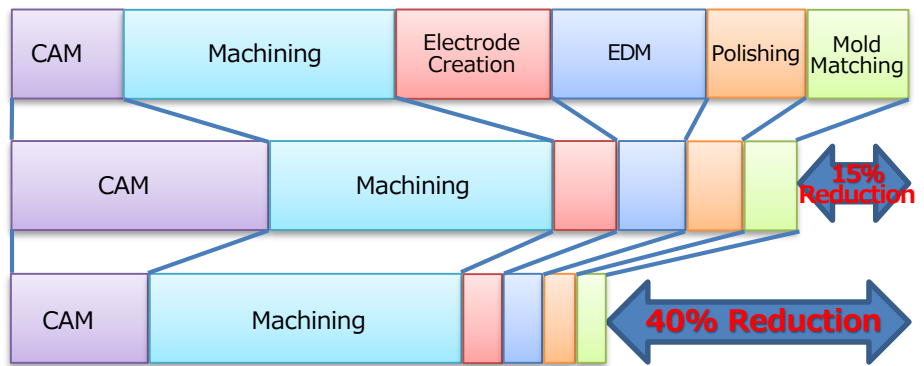 CAM
Machining
Electrode
Creation
EDM
Polishing
Mold
Matching
CAM
Machining
15%
Reduction
CAM
Machining
40% Reduction